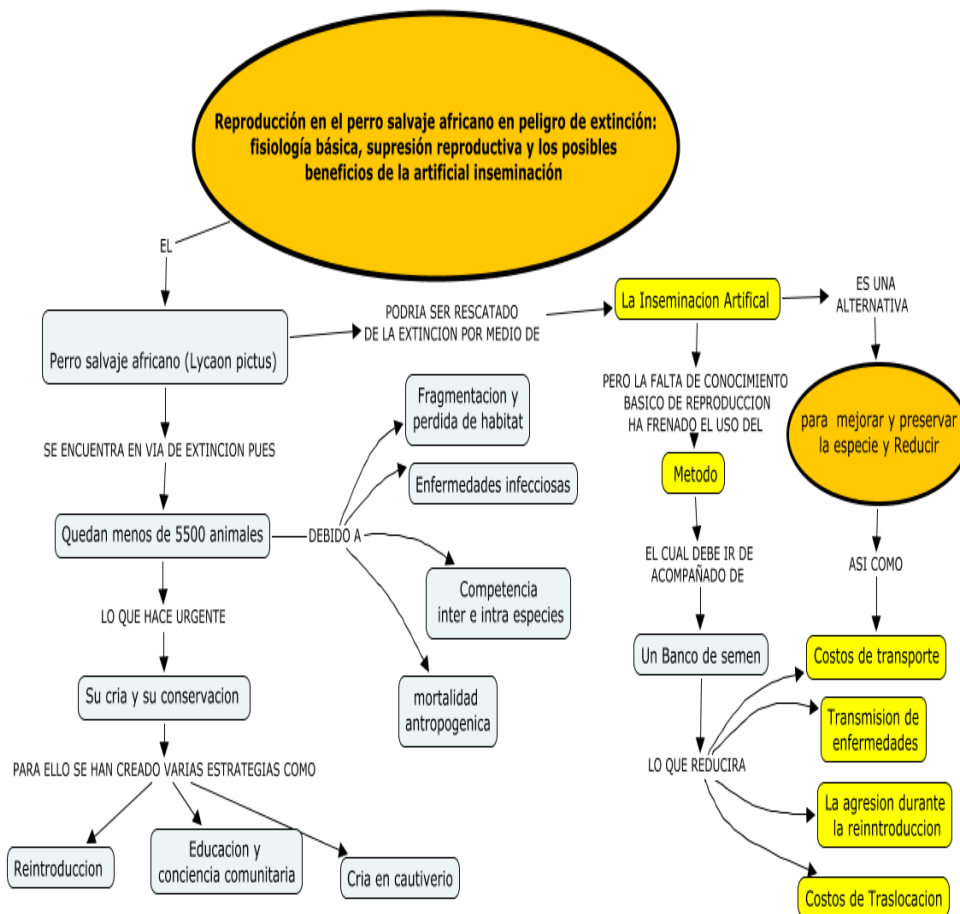 Reproducción en el perro salvaje africano en peligro de extinción:
fisiología básica, supresión reproductiva y los posibles
beneficios de la artificial inseminación
EL
Perro salvaje africano (Lycaon pictus)
PODRIA SER RESCATADO
DE LA EXTINCION POR MEDIO DE
La Inseminacion Artifical
ES UNA
ALTERNATIVA
para mejorar y preservar
la especie y Reducir
ASI COMO
PERO LA FALTA DE CONOCIMIENTO
BASICO DE REPRODUCCION
HA FRENADO EL USO DEL
Metodo
EL CUAL DEBE IR DE
ACOMPAÑADO DE
Un Banco de semen
LO QUE REDUCIRA
Costos de transporte
Transmision de
enfermedades
La agresion durante
la reinntroduccion
Costos de Traslocacion
SE ENCUENTRA EN VIA DE EXTINCION PUES
Quedan menos de 5500 animales
DEBIDO A
Fragmentacion y
perdida de habitat
Enfermedades infecciosas
Competencia
inter e intra especies
mortalidad
antropogenica
LO QUE HACE URGENTE
Su cria y su conservacion
PARA ELLO SE HAN CREADO VARIAS ESTRATEGIAS COMO
Reintroduccion
Educacion y
conciencia comunitaria
Cria en cautiverio